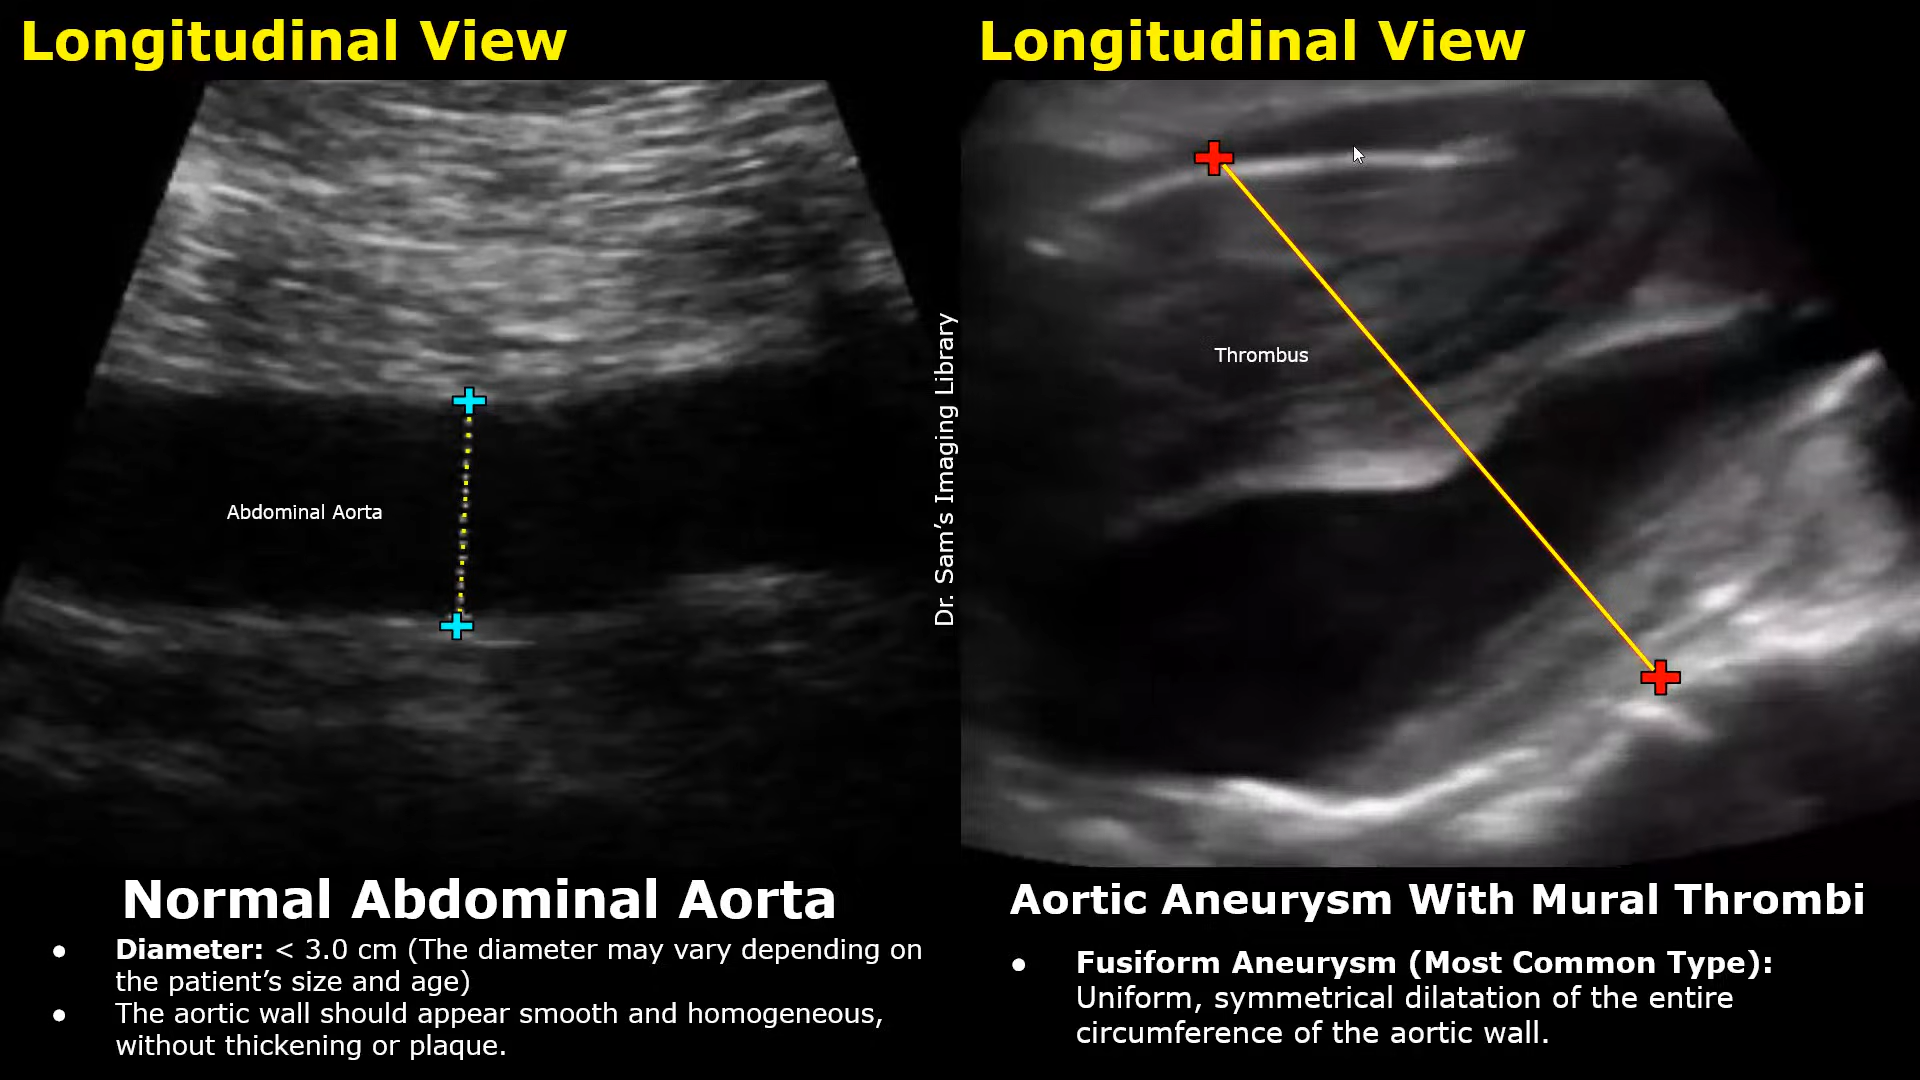 Longitudinal View
Abdominal Aorta
Normal Abdominal Aorta
● Diameter: < 3.0 cm (The diameter may vary depending on
the patient’s size and age)
● The aortic wall should appear smooth and homogeneous,
without thickening or plaque.
Dr. Sam’s Imaging Library
Longitudinal View
Thrombus
Aortic Aneurysm With Mural Thrombi
● Fusiform Aneurysm (Most Common Type):
Uniform, symmetrical dilatation of the entire
circumference of the aortic wall.